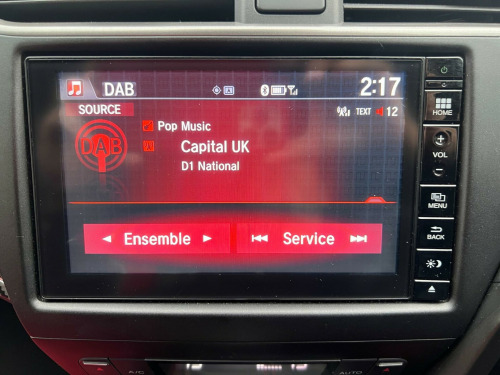 DAB
2:17
SOURCE
TEXT
12
Pop Music
DAB
Capital UK
D1 National
Ensemble
Service
HOME
VOL
MENU
BACK
A/C
AUTO